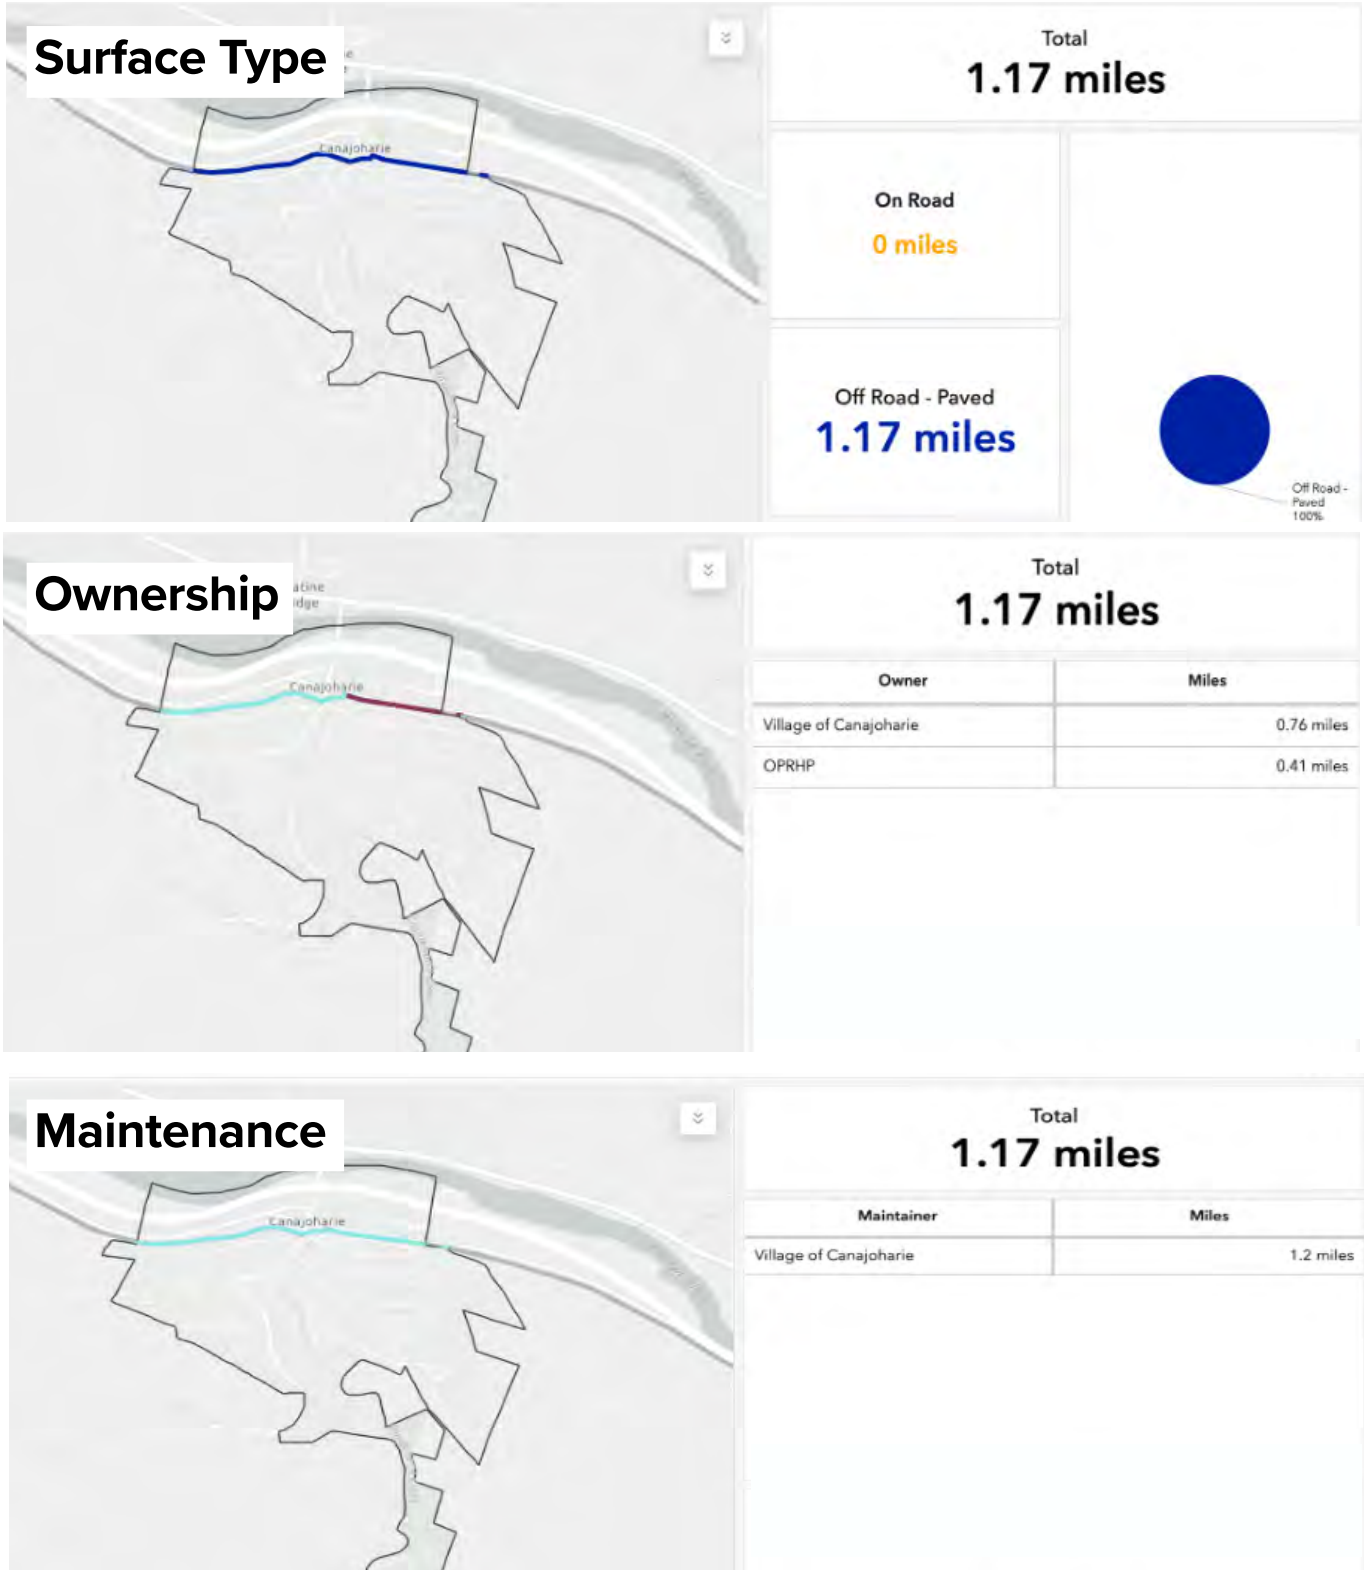 Surface Type
Canajoharie
Total
1.17 miles
On Road
0 miles
Off Road - Paved
1.17 miles
Off Road -
Paved
100%
Ownership
Canajoharie
Total
1.17 miles
Owner Miles
Village of Canajoharie 0.76 miles
OPRHP 0.41 miles
Maintenance
Canajoharie
Total
1.17 miles
Maintainer Miles
Village of Canajoharie 1.2 miles